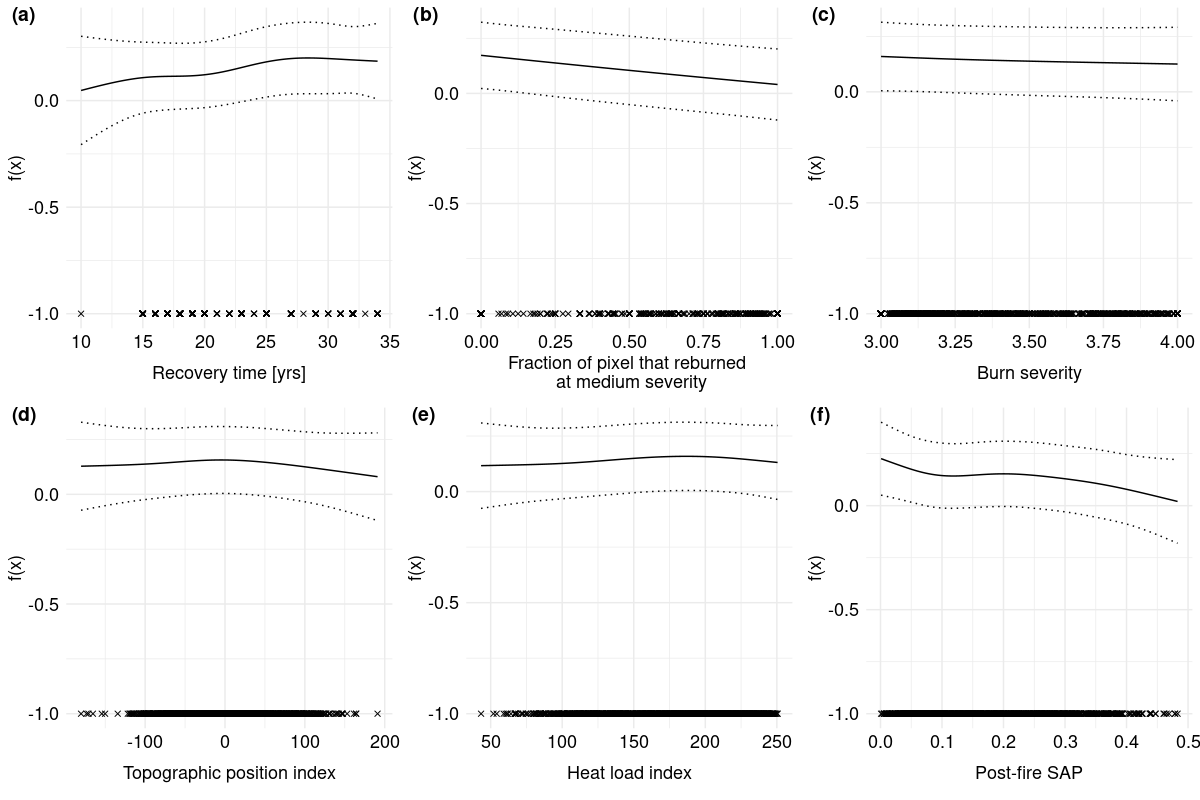 (a)
f(x)
0.0
-0.5
-1.0
10 15 20 25 30 35
Recovery time [yrs]
(b)
f(x)
0.0
-0.5
-1.0
0.00 0.25 0.50 0.75 1.00
Fraction of pixel that reburned
at medium severity
(c)
f(x)
0.0
-0.5
-1.0
3.00 3.25 3.50 3.75 4.00
Burn severity
(d)
f(x)
0.0
-0.5
-1.0
-100 0 100 200
Topographic position index
(e)
f(x)
0.0
-0.5
-1.0
50 100 150 200 250
Heat load index
(f)
f(x)
0.0
-0.5
-1.0
0.0 0.1 0.2 0.3 0.4 0.5
Post-fire SAP